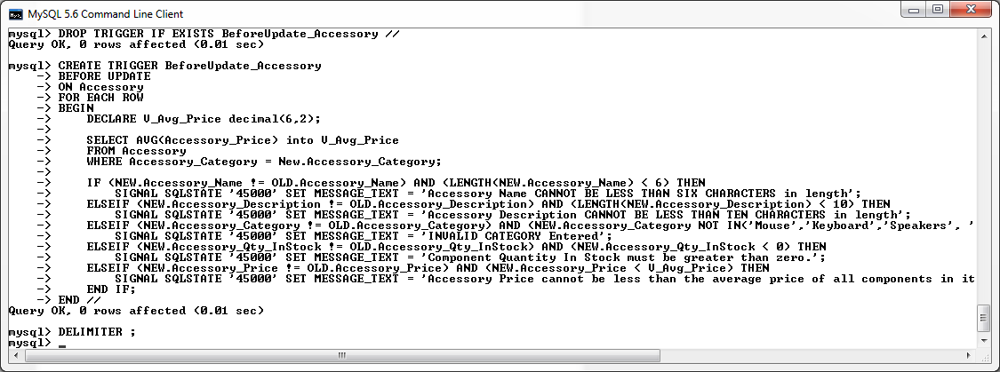 MySQL 5.6 Command Line Client
mysql> DROP TRIGGER IF EXISTS BeforeUpdate_Accessory //
Query OK, 0 rows affected (0.01 sec)
mysql> CREATE TRIGGER BeforeUpdate_Accessory
    -> BEFORE UPDATE
    -> ON Accessory
    -> FOR EACH ROW
    -> BEGIN
    ->     DECLARE V_Avg_Price decimal(6,2);
    ->
    ->     SELECT AVG(Accessory_Price) into V_Avg_Price
    ->     FROM Accessory
    ->     WHERE Accessory_Category = New.Accessory_Category;
    ->
    ->     IF (NEW.Accessory_Name != OLD.Accessory_Name) AND (LENGTH(NEW.Accessory_Name) < 6) THEN
    ->         SIGNAL SQLSTATE '45000' SET MESSAGE_TEXT = 'Accessory Name CANNOT BE LESS THAN SIX CHARACTERS in length';
    ->     ELSEIF (NEW.Accessory_Description != OLD.Accessory_Description) AND (LENGTH(NEW.Accessory_Description) < 10) THEN
    ->         SIGNAL SQLSTATE '45000' SET MESSAGE_TEXT = 'Accessory Description CANNOT BE LESS THAN TEN CHARACTERS in length';
    ->     ELSEIF (NEW.Accessory_Category != OLD.Accessory_Category) AND (NEW.Accessory_Category NOT IN('Mouse','Keyboard','Speakers', '
    ->         SIGNAL SQLSTATE '45000' SET MESSAGE_TEXT = 'INVALID CATEGORY Entered';
    ->     ELSEIF (NEW.Accessory_Qty_InStock != OLD.Accessory_Qty_InStock) AND (NEW.Accessory_Qty_InStock < 0) THEN
    ->         SIGNAL SQLSTATE '45000' SET MESSAGE_TEXT = 'Component Quantity In Stock must be greater than zero.';
    ->     ELSEIF (NEW.Accessory_Price != OLD.Accessory_Price) AND (NEW.Accessory_Price < V_Avg_Price) THEN
    ->         SIGNAL SQLSTATE '45000' SET MESSAGE_TEXT = 'Accessory Price cannot be less than the average price of all components in it
    ->     END IF;
    -> END //
Query OK, 0 rows affected (0.01 sec)
mysql> DELIMITER ;
mysql> _